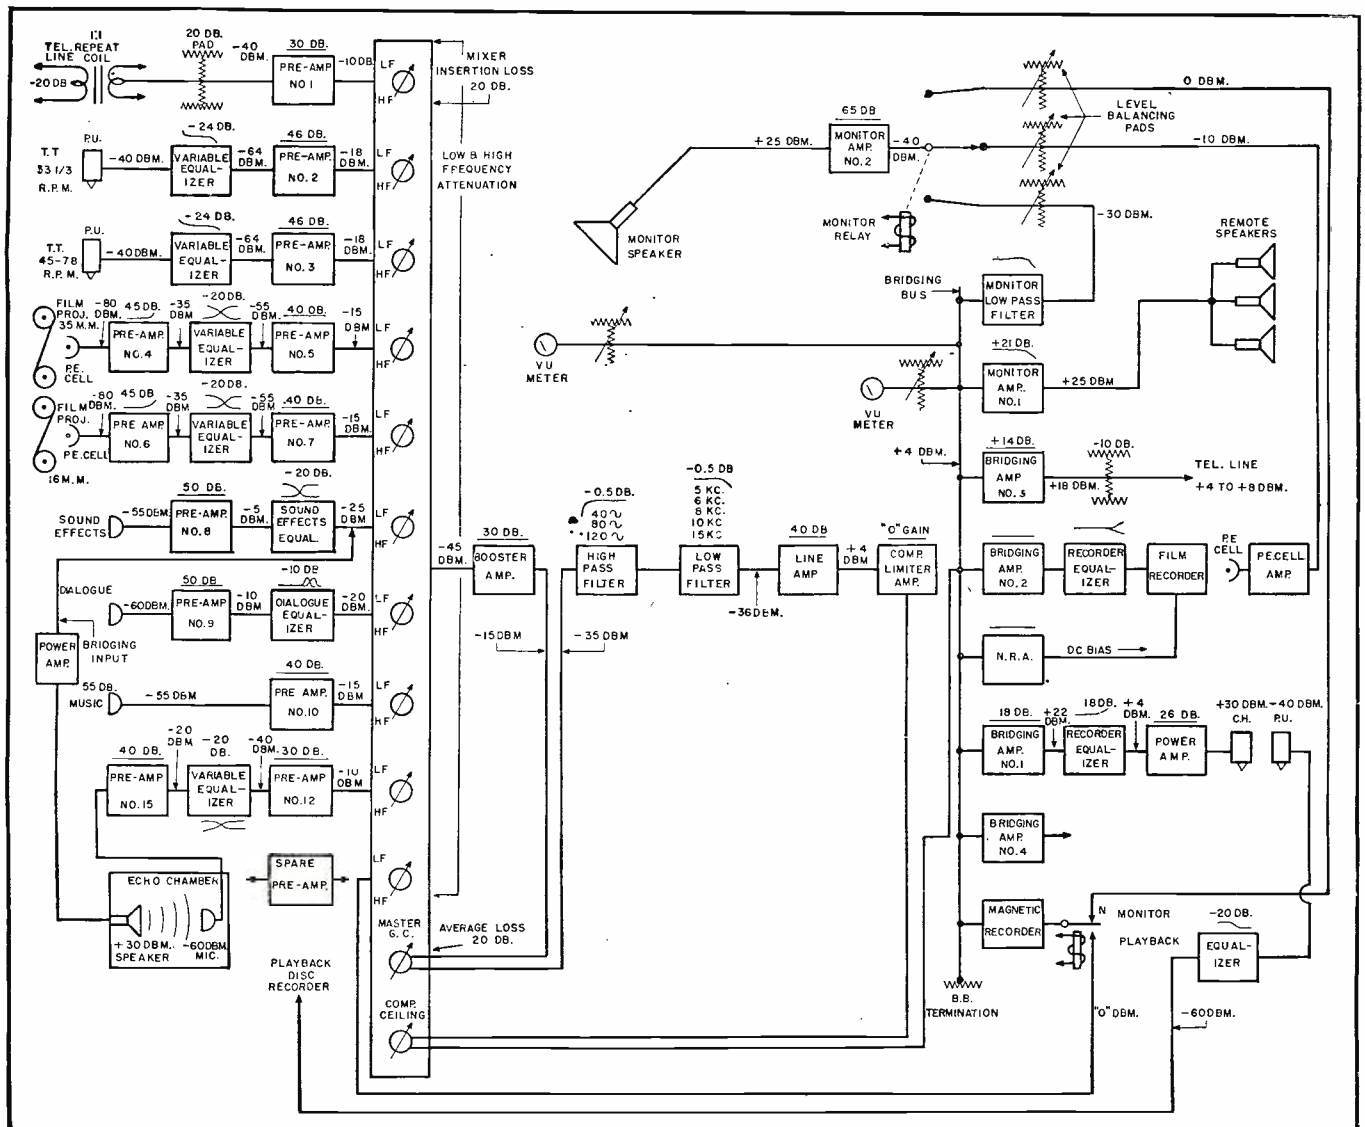 1:1
TEL. REPEAT
LINE COIL
-20 DB
20 DB.
PAD
-40
DBM.
30 DB.
PRE-AMP
NO. 1
-10 DB.
LF
HF
MIXER
INSERTION LOSS
20 DB.
T.T
33 1/3
R.P.M.
P.U.
-40 DBM.
-24 DB.
VARIABLE
EQUAL-
IZER
-64
DBM.
46 DB.
PRE-AMP.
NO. 2
-18
DBM.
LF
HF
LOW & HIGH
FREQUENCY
ATTENUATION
T.T.
45-78
R.P.M.
P.U.
-40 DBM.
-24 DB.
VARIABLE
EQUAL-
IZER
-64
DBM.
46 DB.
PRE-AMP.
NO. 3
-18
DBM.
LF
HF
FILM
PROJ.
35 M.M.
P.E.
CELL
-80
DBM.
45 DB.
PRE-AMP.
NO. 4
-35
DBM
-20 DB.
VARIABLE
EQUAL-
IZER
-55
DBM.
40 DB.
PRE-AMP.
NO. 5
-15
DBM
LF
HF
FILM
PROJ.
P.E. CELL
16 M.M.
-80
DBM.
45 DB
PRE AMP.
NO. 6
-35
DBM
-20 DB.
VARIABLE
EQUAL-
IZER
-55
DBM
40 DB.
PRE-AMP.
NO. 7
-15
DBM.
LF
HF
SOUND
EFFECTS
-55 DBM.
50 DB.
PRE-AMP.
NO. 8
-5
DBM.
-20 DB.
SOUND
EFFECTS
EQUAL.
-25
DBM
LF
HF
DIALOGUE
-60 DBM.
50 DB
PRE-AMP.
NO. 9
-10
DBM
-10 DB
DIALOGUE
EQUAL-
IZER
-20
DBM.
LF
HF
POWER
AMP.
BRIDGING
INPUT
55 DB.
MUSIC
-55 DBM
40 DB
PRE AMP.
NO. 10
-15
DBM.
LF
HF
40 DB.
PRE-AMP
NO. 15
-20
DBM
-20
DB.
VARIABLE
EQUAL-
IZER
-40
DBM.
30 DB.
PRE-AMP
NO. 12
-10
DBM
LF
HF
SPARE
PRE-AMP.
LF
HF
ECHO CHAMBER
+30 DBM.
SPEAKER
-60 DBM.
MIC.
PLAYBACK
DISC
RECORDER
MASTER
G.C.
AVERAGE LOSS
20 DB.
COMP.
CEILING
-45
DBM.
30 DB.
BOOSTER
AMP.
-15 DBM
-35 DBM
-0.5 DB.
40 ~
80 ~
120 ~
HIGH
PASS
FILTER
-0.5 DB
5 KC.
6 KC.
8 KC.
10 KC
15 KC
LOW
PASS
FILTER
-36 DBM.
40 DB
LINE
AMP
+4
DBM
"O" GAIN
COMP.
LIMITER
AMP.
MONITOR
SPEAKER
+25 DBM.
65 DB
MONITOR
AMP.
NO. 2
-40
DBM.
MONITOR
RELAY
LEVEL
BALANCING
PADS
0 DBM.
-10 DBM.
-30 DBM.
REMOTE
SPEAKERS
BRIDGING
BUS
MONITOR
LOW PASS
FILTER
VU
METER
VU
METER
+21 DB.
MONITOR
AMP.
NO. 1
+25 DBM
+4 DBM.
+14 DB.
BRIDGING
AMP
NO. 3
+18 DBM.
-10 DB.
TEL. LINE
+4 TO +8 DBM.
BRIDGING
AMP.
NO. 2
RECORDER
EQUAL-
IZER
FILM
RECORDER
P.E
CELL
P.E. CELL
AMP.
N.R.A.
DC BIAS
18 DB.
BRIDGING
AMP.
NO. 1
+22
DBM.
18 DB.
RECORDER
EQUAL-
IZER
+4
DBM.
26 DB.
POWER
AMP.
+30 DBM.
C.H.
-40 DBM.
P.U.
BRIDGING
AMP.
NO. 4
MAGNETIC
RECORDER
N
MONITOR
PLAYBACK
-20 DB.
EQUAL-
IZER
B.B.
TERMINATION
"O" DBM.
-60 DBM.